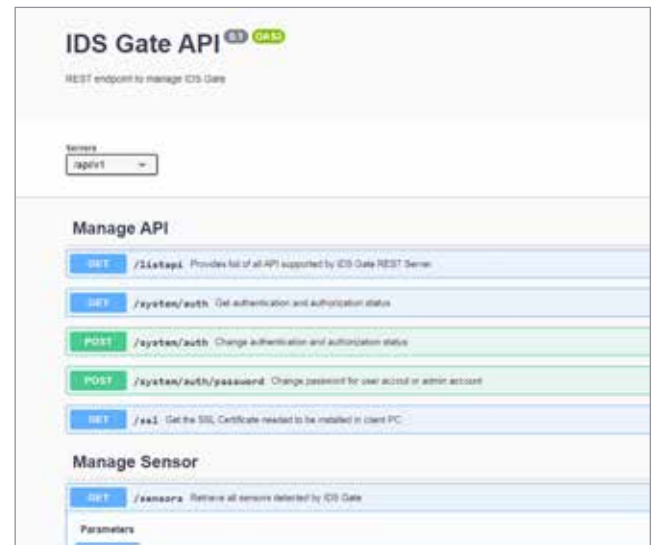 IDS Gate API 0.1 OAS3
REST endpoint to manage IDS Gate
Servers
/api/v1
Manage API
GET /listapi Provides list of all API supported by IDS Gate REST Server
GET /system/auth Get authentication and authorization status
POST /system/auth Change authentication and authorization status
POST /system/auth/password Change password for user or admin account
GET /ssl Get the SSL Certificate needed to be installed in client PC
Manage Sensor
GET /sensors Retrieve all sensors detected by IDS Gate
Parameters